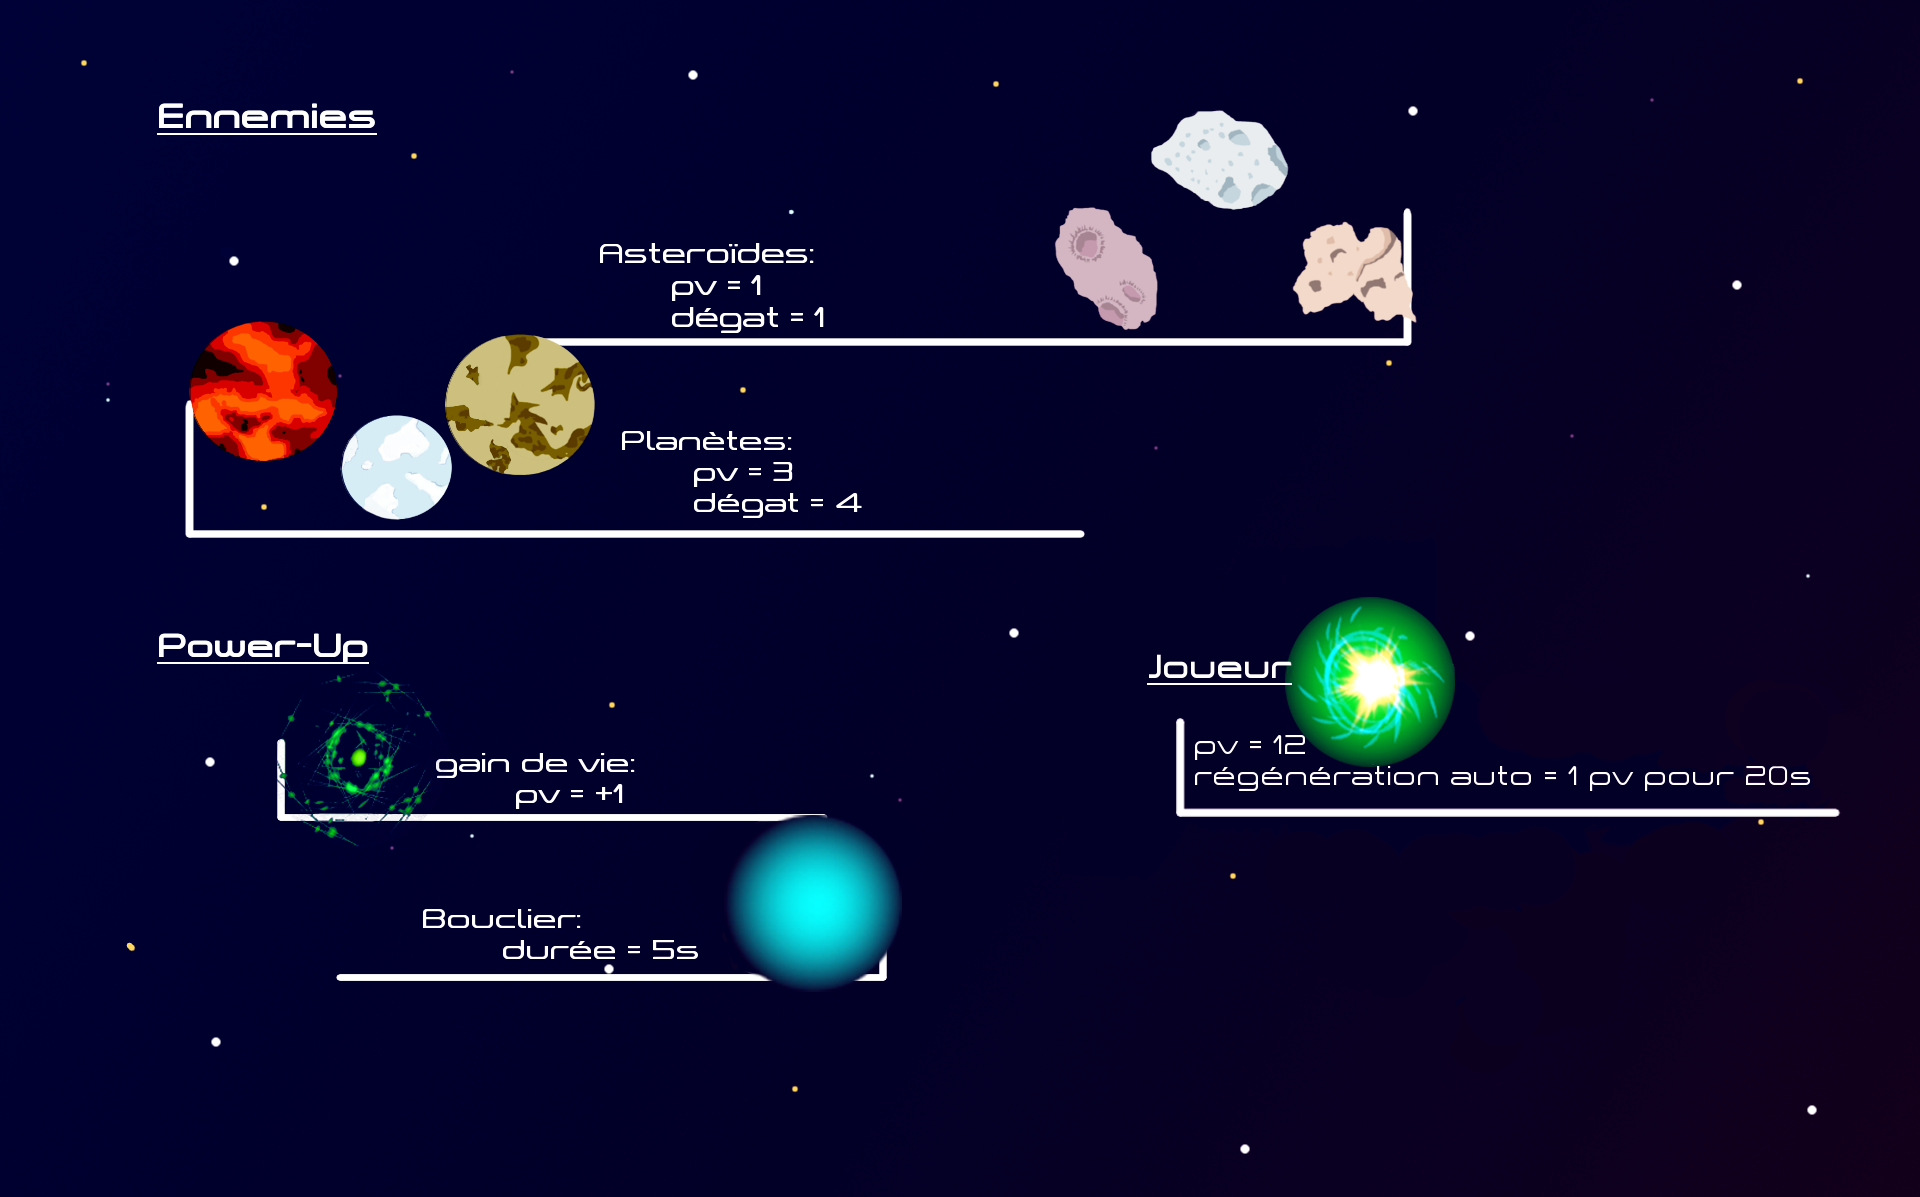 Ennemies
Asteroïdes:
pv = 1
dégat = 1
Planètes:
pv = 3
dégat = 4
Power-Up
gain de vie:
pv = +1
Bouclier:
durée = 5s
Joueur
pv = 12
régénération auto = 1 pv pour 20s